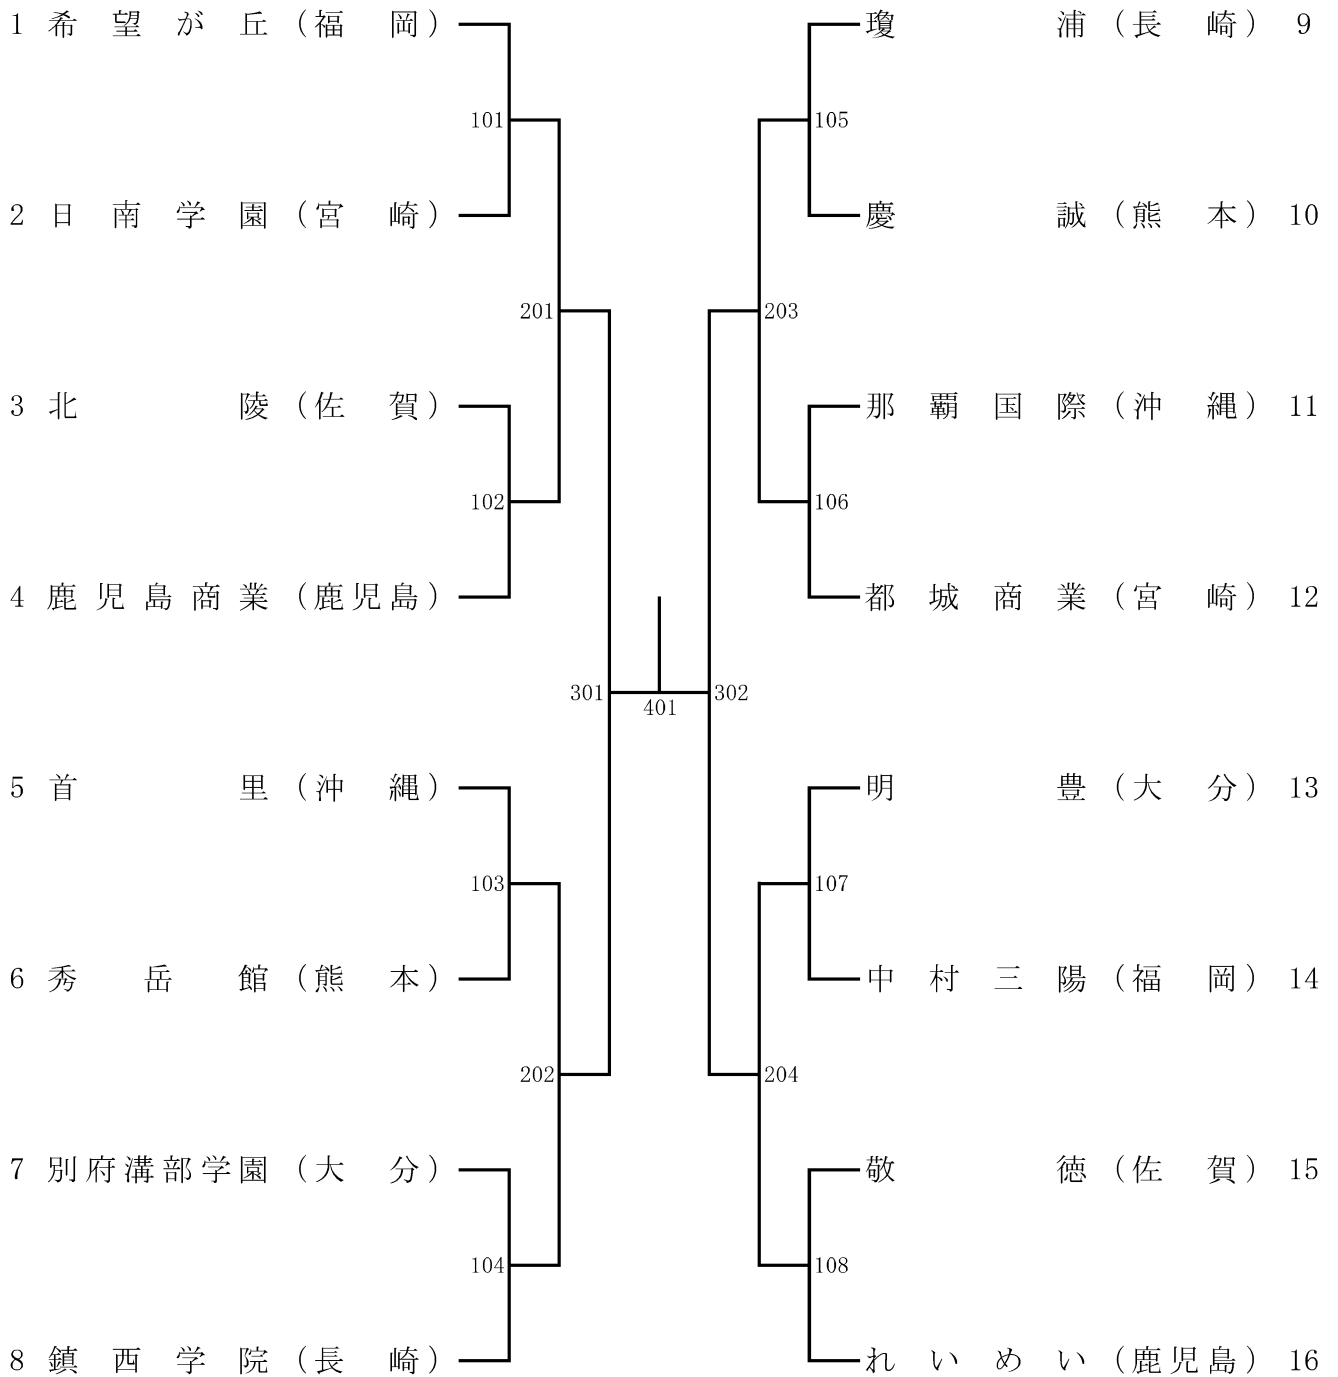 1 希望が丘（福岡）
101
2 日南学園（宮崎）
201
3 北陵（佐賀）
102
4 鹿児島商業（鹿児島）
301
401
5 首里（沖縄）
103
6 秀岳館（熊本）
202
7 別府溝部学園（大分）
104
8 鎮西学院（長崎）
瓊浦（長崎） 9
105
慶誠（熊本） 10
203
那覇国際（沖縄） 11
106
都城商業（宮崎） 12
302
明豊（大分） 13
107
中村三陽（福岡） 14
204
敬徳（佐賀） 15
108
れいめい（鹿児島） 16